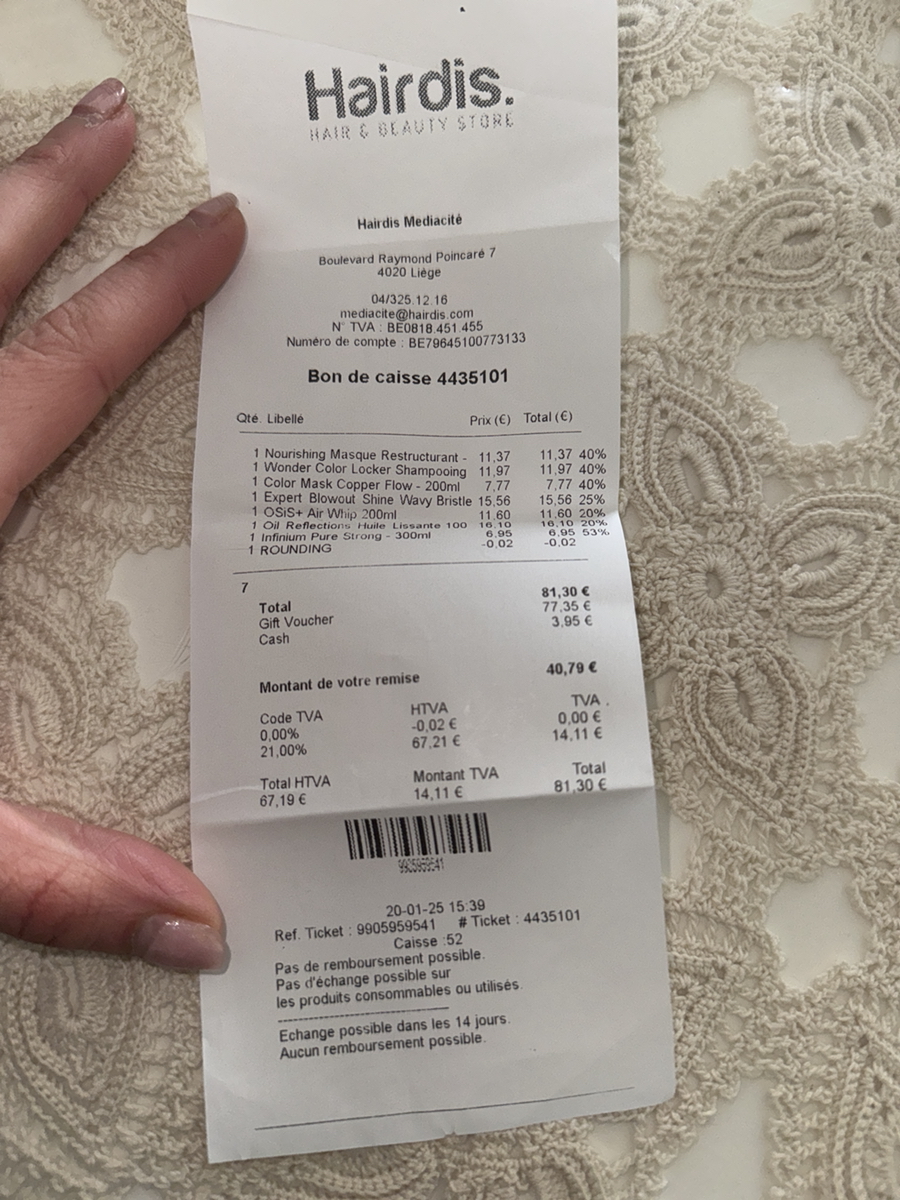 Hairdis.
HAIR & BEAUTY STORE
Hairdis Mediacité
Boulevard Raymond Poincaré 7
4020 Liège
04/325.12.16
mediacite@hairdis.com
N° TVA : BE0818.451.455
Numéro de compte : BE79645100773133
Bon de caisse 4435101
Qté. Libellé Prix (€) Total (€)
1 Nourishing Masque Restructurant - 11,37 11,37 40%
1 Wonder Color Locker Shampooing 11,97 11,97 40%
1 Color Mask Copper Flow - 200ml 7,77 7,77 40%
1 Expert Blowout Shine Wavy Bristle 15,56 15,56 25%
1 OSiS+ Air Whip 200ml 11,60 11,60 20%
1 Oil Reflections Huile Lissante 100 16,10 16,10 20%
1 Infinium Pure Strong - 300ml 6,95 6,95 53%
1 ROUNDING -0,02 -0,02
7
Total 81,30 €
Gift Voucher 77,35 €
Cash 3,95 €
Montant de votre remise 40,79 €
Code TVA HTVA TVA .
0,00% -0,02 € 0,00 €
21,00% 67,21 € 14,11 €
Total HTVA Montant TVA Total
67,19 € 14,11 € 81,30 €
9905959541
20-01-25 15:39
Ref. Ticket : 9905959541 # Ticket : 4435101
Caisse :52
Pas de remboursement possible.
Pas d'échange possible sur
les produits consommables ou utilisés.
Echange possible dans les 14 jours.
Aucun remboursement possible.